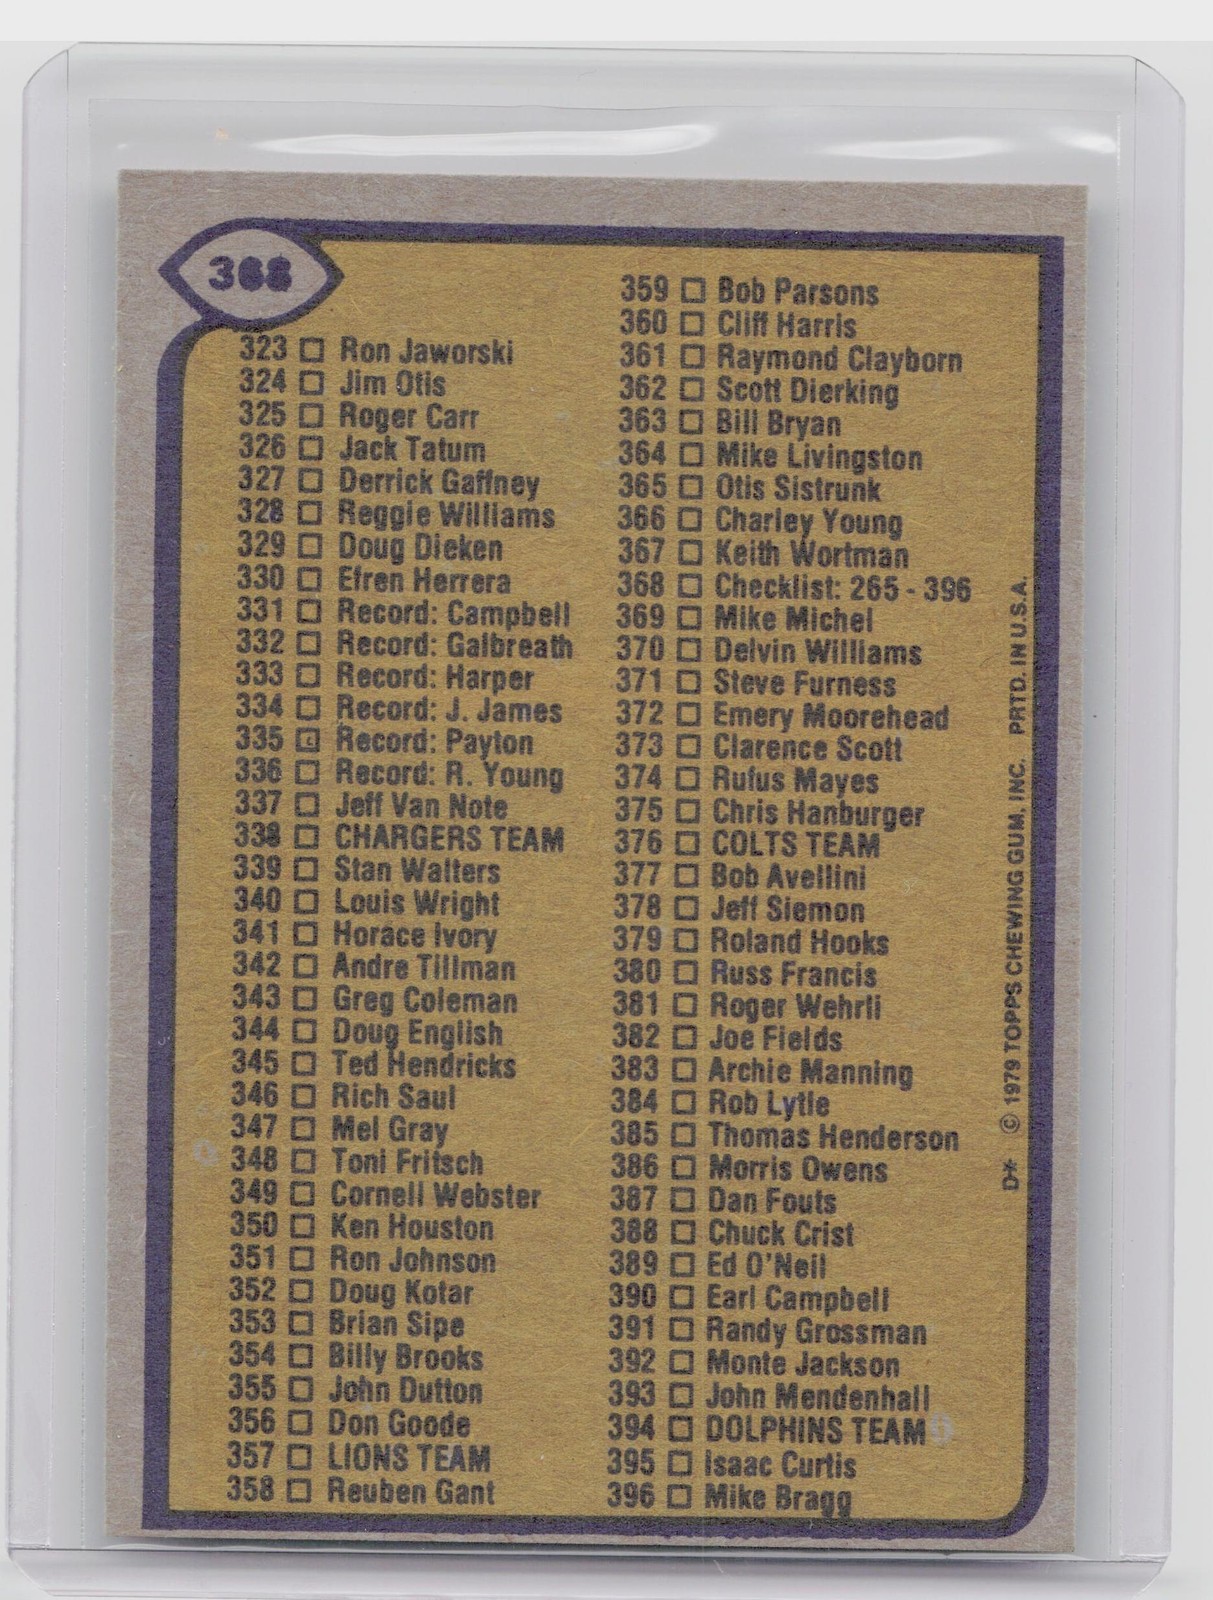 368
323 □ Ron Jaworski
324 □ Jim Otis
325 □ Roger Carr
326 □ Jack Tatum
327 □ Derrick Gaffney
328 □ Reggie Williams
329 □ Doug Dieken
330 □ Efren Herrera
331 □ Record: Campbell
332 □ Record: Galbreath
333 □ Record: Harper
334 □ Record: J. James
335 □ Record: Payton
336 □ Record: R. Young
337 □ Jeff Van Note
338 □ CHARGERS TEAM
339 □ Stan Walters
340 □ Louis Wright
341 □ Horace Ivory
342 □ Andre Tillman
343 □ Greg Coleman
344 □ Doug English
345 □ Ted Hendricks
346 □ Rich Saul
347 □ Mel Gray
348 □ Toni Fritsch
349 □ Cornell Webster
350 □ Ken Houston
351 □ Ron Johnson
352 □ Doug Kotar
353 □ Brian Sipe
354 □ Billy Brooks
355 □ John Dutton
356 □ Don Goode
357 □ LIONS TEAM
358 □ Reuben Gant
359 □ Bob Parsons
360 □ Cliff Harris
361 □ Raymond Clayborn
362 □ Scott Dierking
363 □ Bill Bryan
364 □ Mike Livingston
365 □ Otis Sistrunk
366 □ Charley Young
367 □ Keith Wortman
368 □ Checklist: 265 - 396
369 □ Mike Michel
370 □ Delvin Williams
371 □ Steve Furness
372 □ Emery Moorehead
373 □ Clarence Scott
374 □ Rufus Mayes
375 □ Chris Hanburger
376 □ COLTS TEAM
377 □ Bob Avellini
378 □ Jeff Siemon
379 □ Roland Hooks
380 □ Russ Francis
381 □ Roger Wehrli
382 □ Joe Fields
383 □ Archie Manning
384 □ Rob Lytle
385 □ Thomas Henderson
386 □ Morris Owens
387 □ Dan Fouts
388 □ Chuck Crist
389 □ Ed O'Neil
390 □ Earl Campbell
391 □ Randy Grossman
392 □ Monte Jackson
393 □ John Mendenhall
394 □ DOLPHINS TEAM
395 □ Isaac Curtis
396 □ Mike Bragg
D* © 1979 TOPPS CHEWING GUM, INC. PRTD. IN U.S.A.